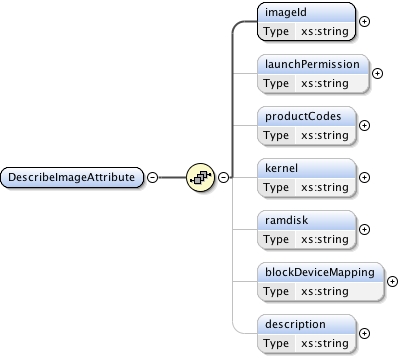 imageId
Type xs:string
launchPermission
Type xs:string
productCodes
Type xs:string
DescribeImageAttribute
kernel
Type xs:string
ramdisk
Type xs:string
blockDeviceMapping
Type xs:string
description
Type xs:string